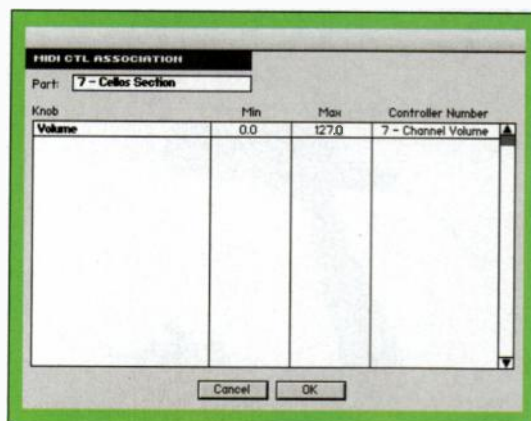 MIDI CTL ASSOCIATION
Part: 7 - Cellos Section
Knob Min Max Controller Number
Volume 0.0 127.0 7 - Channel Volume
Cancel OK